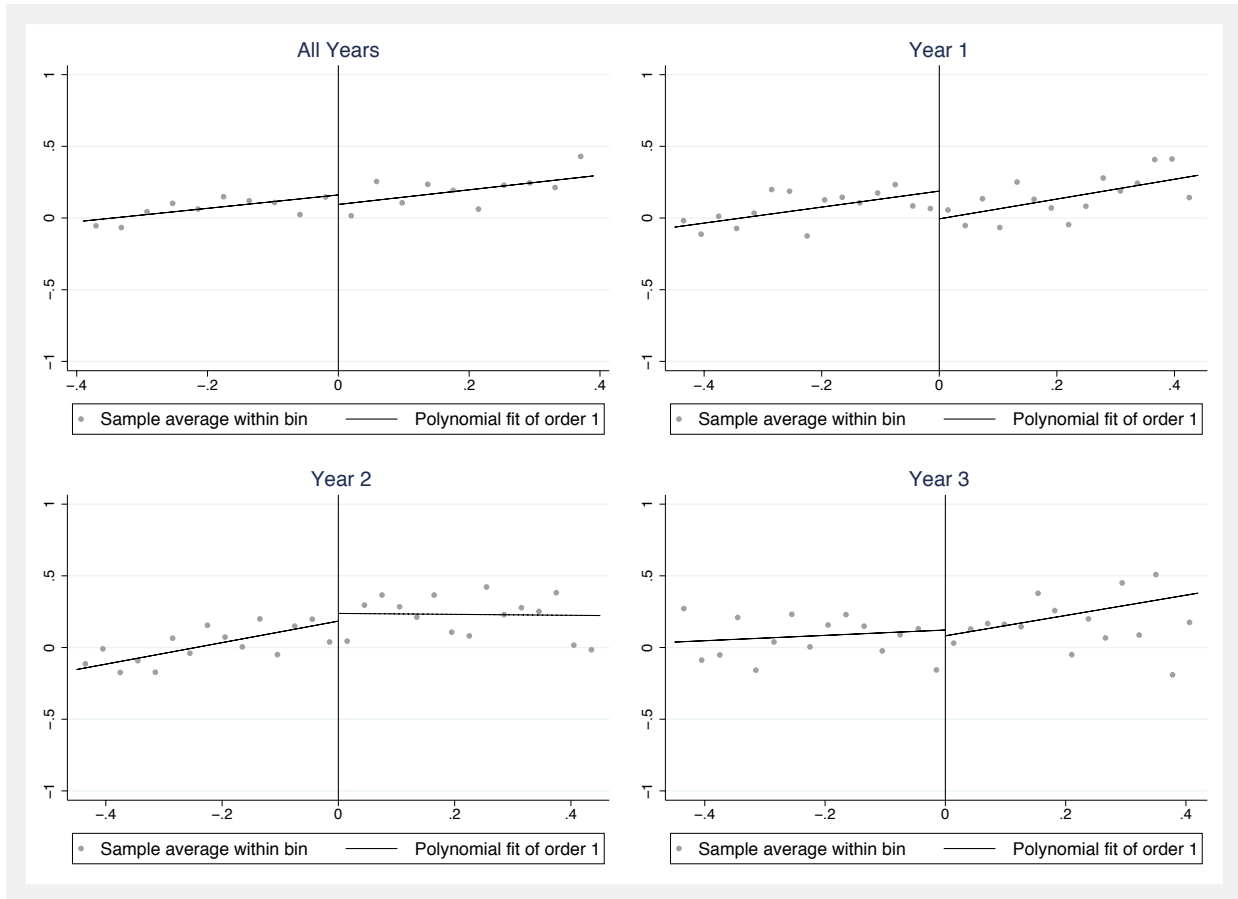 All Years
1
.5
0
−.5
−1
−.4 −.2 0 .2 .4
Sample average within bin Polynomial fit of order 1
Year 1
1
.5
0
−.5
−1
−.4 −.2 0 .2 .4
Sample average within bin Polynomial fit of order 1
Year 2
1
.5
0
−.5
−1
−.4 −.2 0 .2 .4
Sample average within bin Polynomial fit of order 1
Year 3
1
.5
0
−.5
−1
−.4 −.2 0 .2 .4
Sample average within bin Polynomial fit of order 1